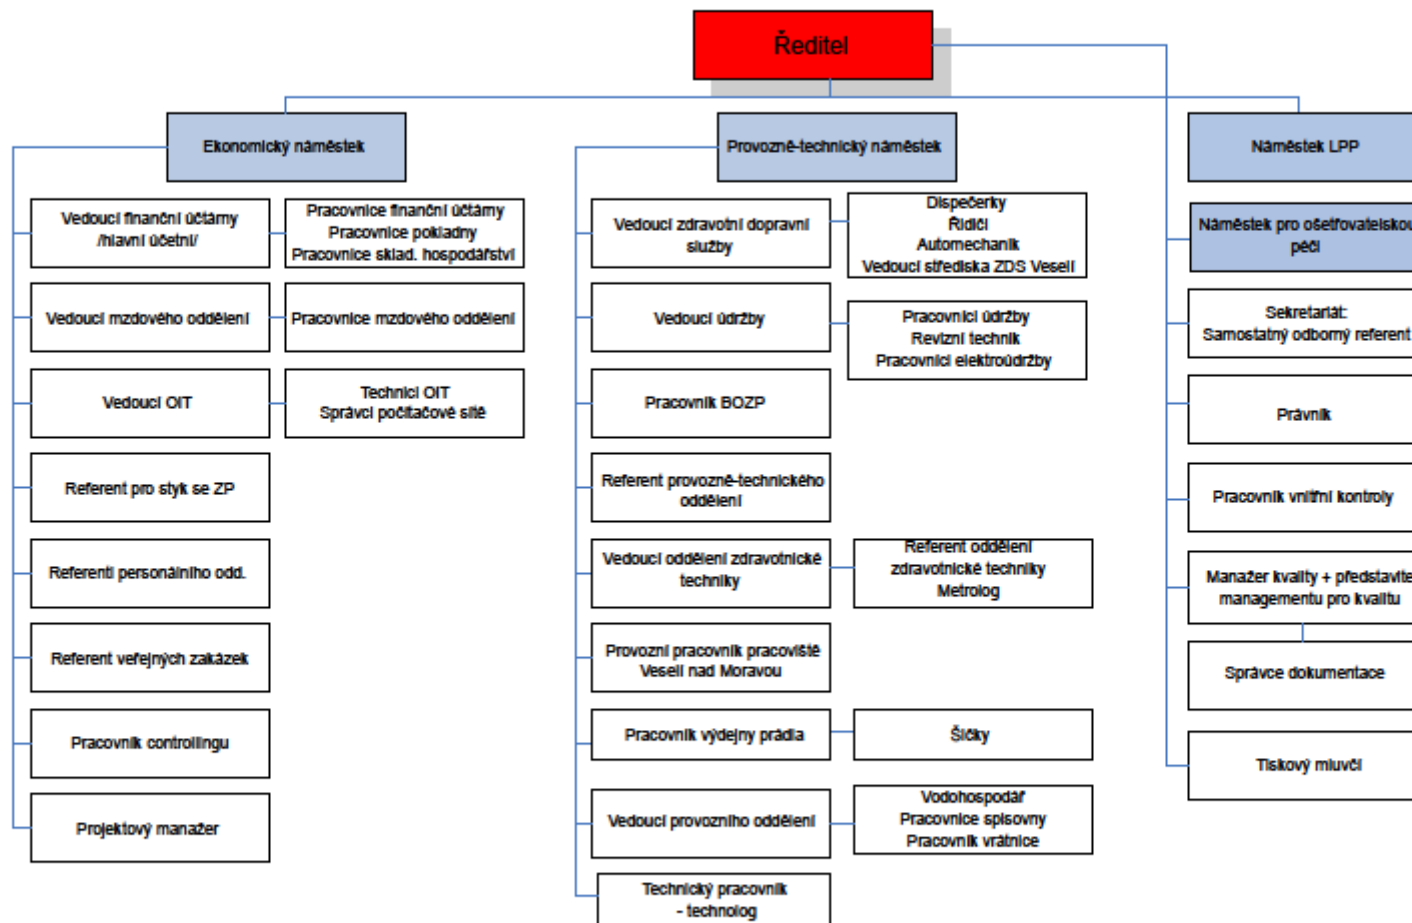 Ředitel
Ekonomický náměstek
Provozně-technický náměstek
Náměstek LPP
Vedoucí finanční účtárny
/hlavní účetní/
Pracovnice finanční účtárny
Pracovnice pokladny
Pracovnice sklad. hospodářství
Vedoucí mzdového oddělení
Pracovnice mzdového oddělení
Vedoucí OIT
Technici OIT
Správci počítačové sítě
Referent pro styk se ZP
Referenti personálního odd.
Referent veřejných zakázek
Pracovník controllingu
Projektový manažer
Vedoucí zdravotní dopravní
služby
Dispečerky
Řidiči
Automechanik
Vedoucí střediska ZDS Veselí
Vedoucí údržby
Pracovníci údržby
Revizní technik
Pracovníci elektroúdržby
Pracovník BOZP
Referent provozně-technického
oddělení
Vedoucí oddělení zdravotnické
techniky
Referent oddělení
zdravotnické techniky
Metrolog
Provozní pracovník pracoviště
Veselí nad Moravou
Pracovník výdejny prádla
Šičky
Vedoucí provozního oddělení
Vodohospodář
Pracovnice spisovny
Pracovník vrátnice
Technický pracovník
- technolog
Náměstek pro ošetřovatelskou
péči
Sekretariát:
Samostatný odborný referent
Právník
Pracovník vnitřní kontroly
Manažer kvality + představite
managementu pro kvalitu
Správce dokumentace
Tiskový mluvčí